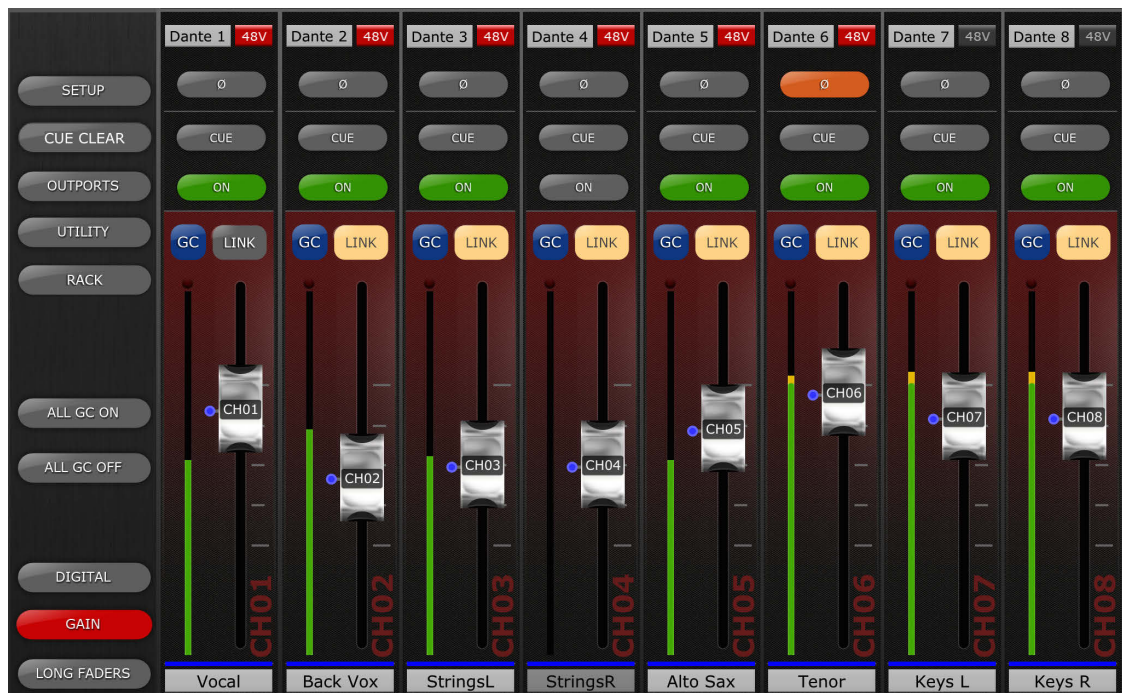 Dante 1 48V Dante 2 48V Dante 3 48V Dante 4 48V Dante 5 48V Dante 6 48V Dante 7 48V Dante 8 48V
SETUP Ø Ø Ø Ø Ø Ø Ø Ø
CUE CLEAR CUE CUE CUE CUE CUE CUE CUE CUE
OUTPORTS ON ON ON ON ON ON ON ON
UTILITY GC LINK GC LINK GC LINK GC LINK GC LINK GC LINK GC LINK GC LINK
RACK
ALL GC ON CH01 CH02 CH03 CH04 CH05 CH06 CH07 CH08
ALL GC OFF
DIGITAL
GAIN CH01 CH02 CH03 CH04 CH05 CH06 CH07 CH08
LONG FADERS Vocal Back Vox StringsL StringsR Alto Sax Tenor Keys L Keys R